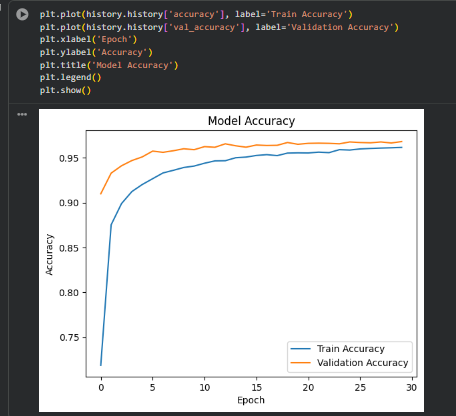 plt.plot(history.history['accuracy'], label='Train Accuracy')
plt.plot(history.history['val_accuracy'], label='Validation Accuracy')
plt.xlabel('Epoch')
plt.ylabel('Accuracy')
plt.title('Model Accuracy')
plt.legend()
plt.show()
Model Accuracy
0.95
0.90
0.85
0.80
0.75
Accuracy
Train Accuracy
Validation Accuracy
0 5 10 15 20 25 30
Epoch